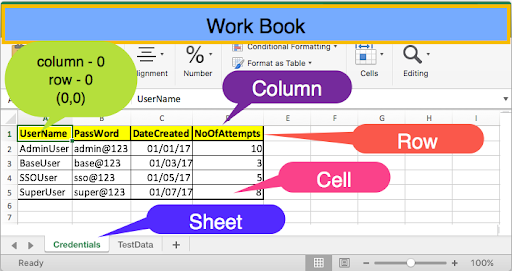 Work Book
column - 0
row - 0
(0,0)
Conditional Formatting
Format as Table
Alignment
%
Number
Cells
Editing
UserName
Column
A B C D E F G H I
1 UserName PassWord DateCreated NoOfAttempts
Row
2 AdminUser admin@123 01/01/17 10
3 BaseUser base@123 01/03/17 3
4 SSOUser sso@123 01/05/17 5
Cell
5 SuperUser super@123 01/07/17 8
6
7
Sheet
Credentials TestData +
Ready
100%